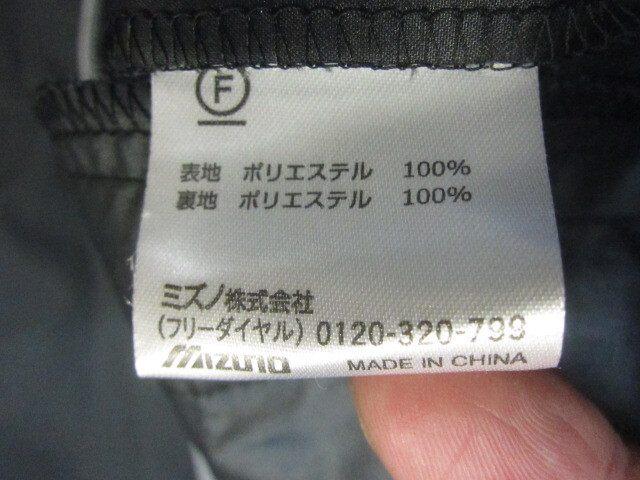 F
表地 ポリエステル 100%
裏地 ポリエステル 100%
ミズノ株式会社
(フリーダイヤル) 0120-320-799
mizuno MADE IN CHINA